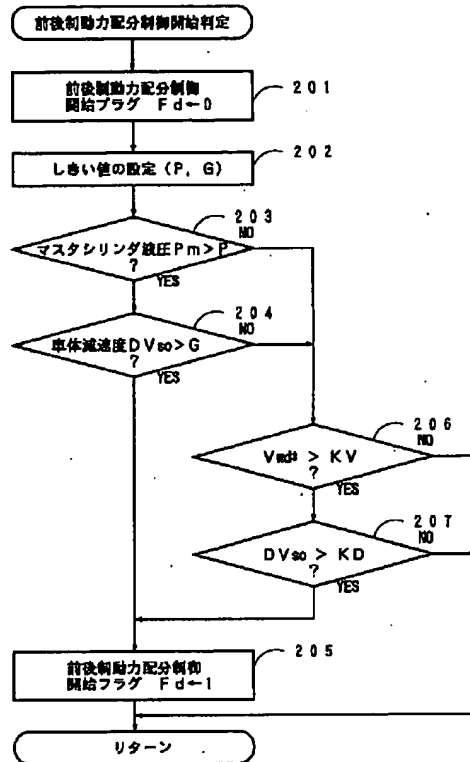 前後制動力配分制御開始判定
201
前後制動力配分制御
開始プラグ Fd←0
202
しきい値の設定 (P, G)
203
NO
マスタシリンダ液圧Pm>P
?
YES
204
NO
車体減速度DVso>G
?
YES
206
NO
Vwd* > KV
?
YES
207
NO
DVso > KD
?
YES
205
前後制動力配分制御
開始フラグ Fd←1
リターン